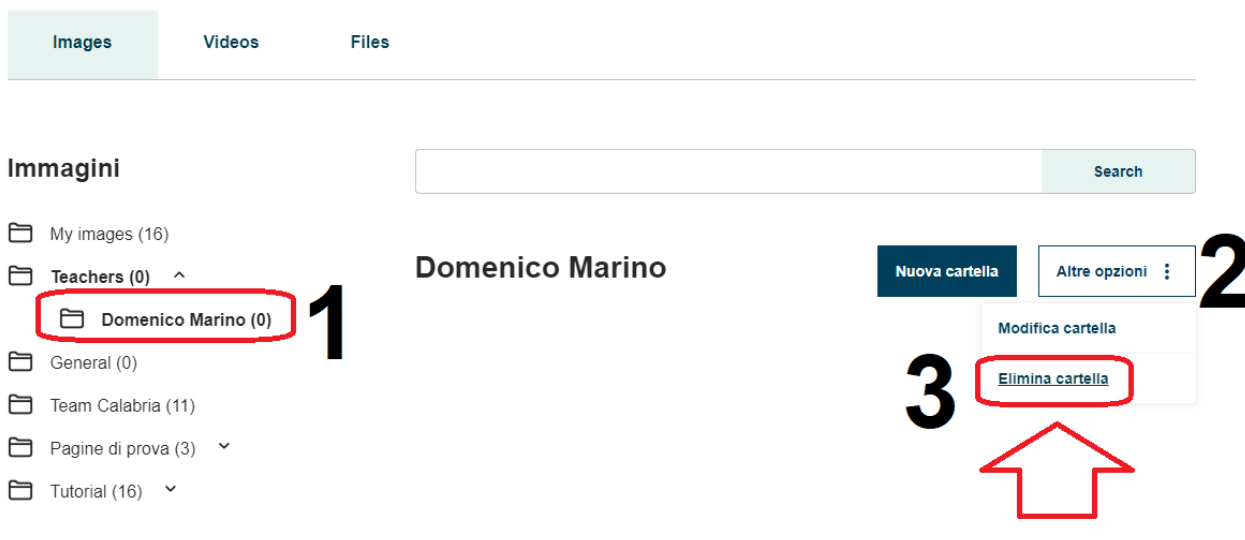 Images Videos Files
Immagini
Search
My images (16)
Teachers (0)
Domenico Marino (0)
1
General (0)
Team Calabria (11)
Pagine di prova (3)
Tutorial (16)
Domenico Marino
Nuova cartella
Altre opzioni
2
Modifica cartella
3
Elimina cartella